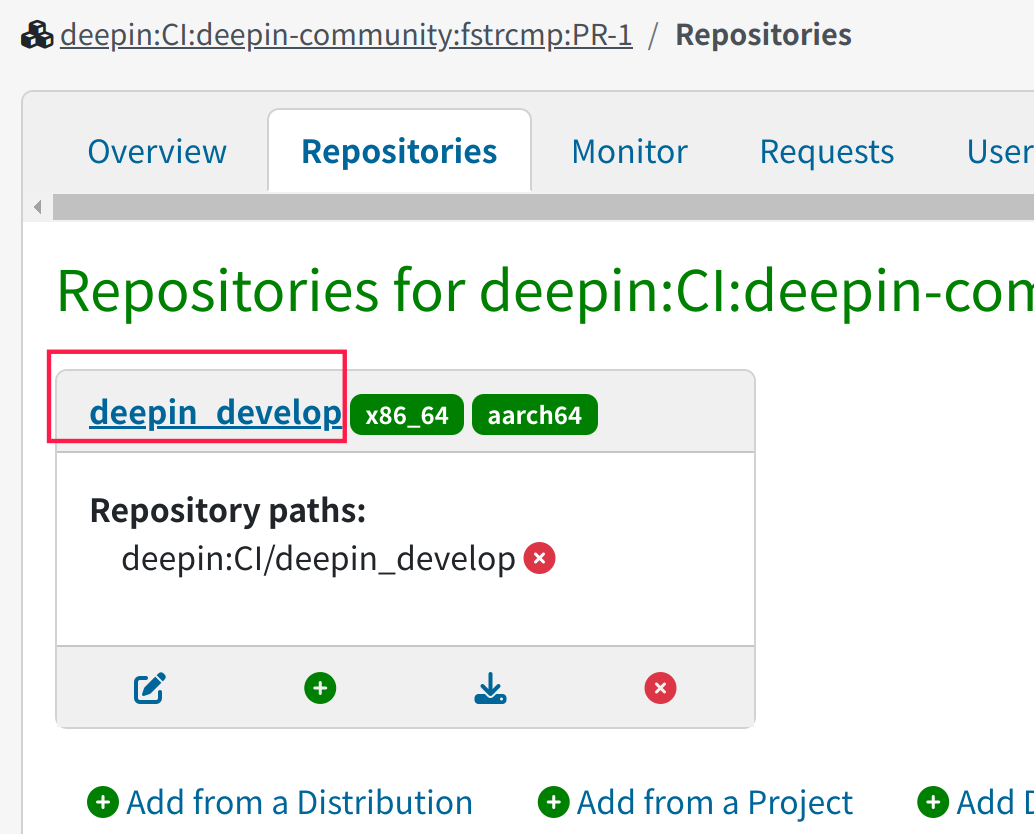 deepin:CI:deepin-community:fstrcmp:PR-1 / Repositories
Overview Repositories Monitor Requests User
Repositories for deepin:CI:deepin-com
deepin_develop x86_64 aarch64
Repository paths:
deepin:CI/deepin_develop
Add from a Distribution Add from a Project Add D